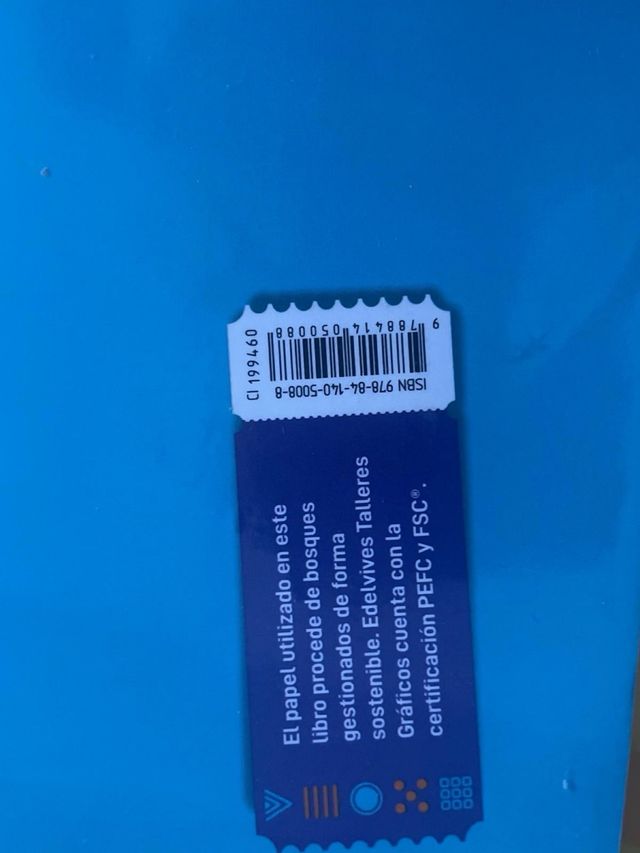 CI 199460
ISBN 978-84-140-5008-8
9 788414 050088
El papel utilizado en este
libro procede de bosques
gestionados de forma
sostenible. Edelvives Talleres
Gráficos cuenta con la
certificación PEFC y FSC®.